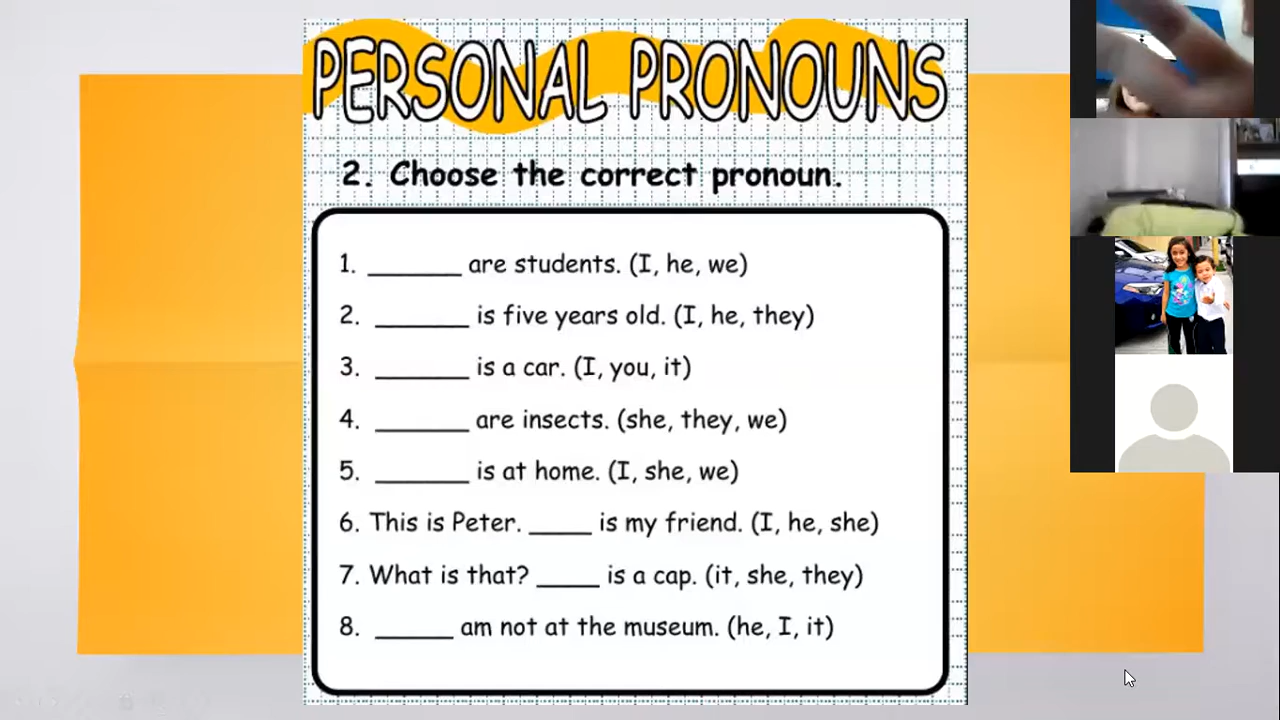 PERSONAL PRONOUNS
2. Choose the correct pronoun.
1. _______ are students. (I, he, we)
2. _______ is five years old. (I, he, they)
3. _______ is a car. (I, you, it)
4. _______ are insects. (she, they, we)
5. _______ is at home. (I, she, we)
6. This is Peter. _____ is my friend. (I, he, she)
7. What is that? _____ is a cap. (it, she, they)
8. ______ am not at the museum. (he, I, it)